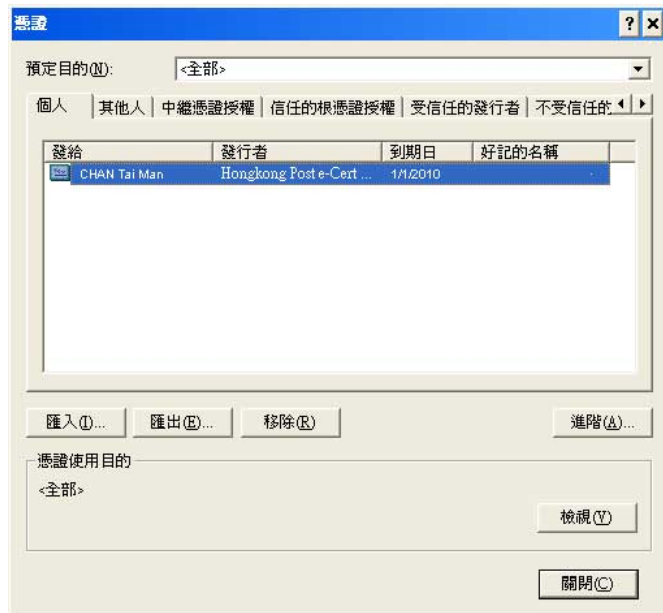 憑證
預定目的(N): <全部>
個人 其他人 中繼憑證授權 信任的根憑證授權 受信任的發行者 不受信任的
發給 發行者 到期日 好記的名稱
CHAN Tai Man Hongkong Post e-Cert ... 1/1/2010
匯入(I)... 匯出(E)... 移除(R) 進階(A)...
憑證使用目的
<全部>
檢視(V)
關閉(C)